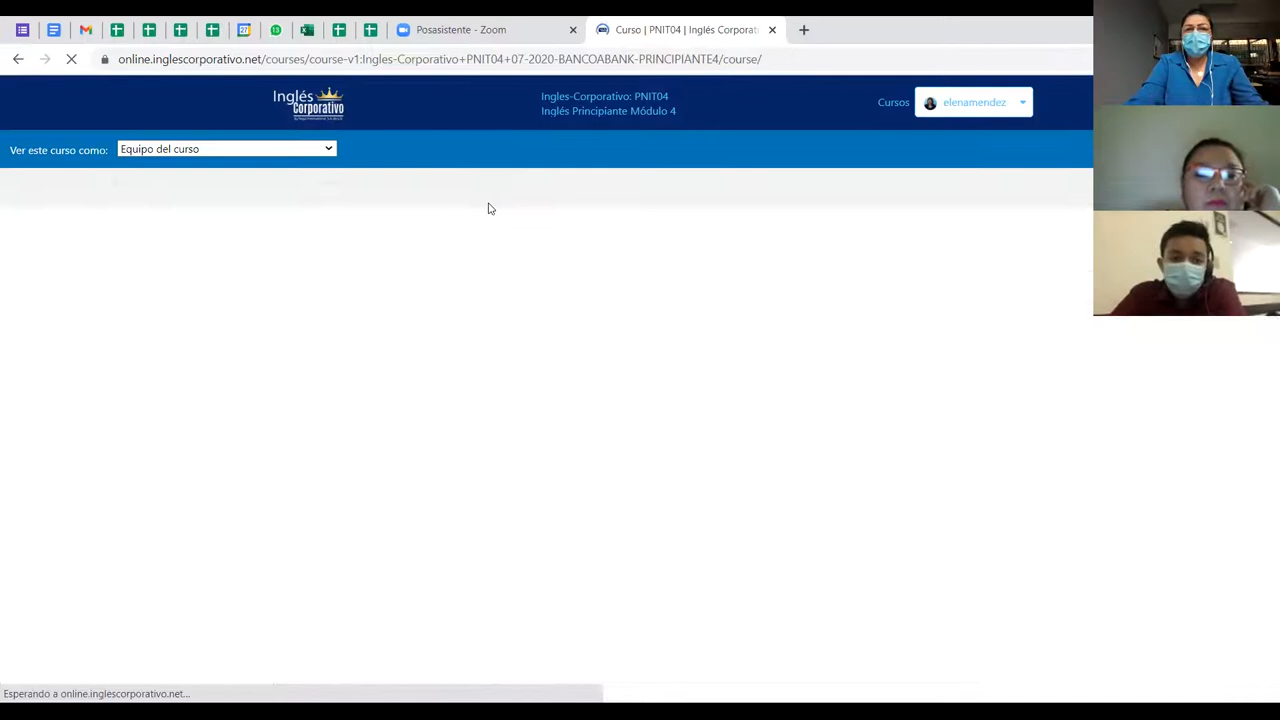 Posasistente - Zoom
Curso | PNIT04 | Inglés Corporati
online.inglescorporativo.net/courses/course-v1:Ingles-Corporativo+PNIT04+07-2020-BANCOABANK-PRINCIPIANTE4/course/
Inglés
Corporativo
Ingles-Corporativo: PNIT04
Inglés Principiante Módulo 4
Cursos
elenamendez
Ver este curso como:
Equipo del curso
Esperando a online.inglescorporativo.net...